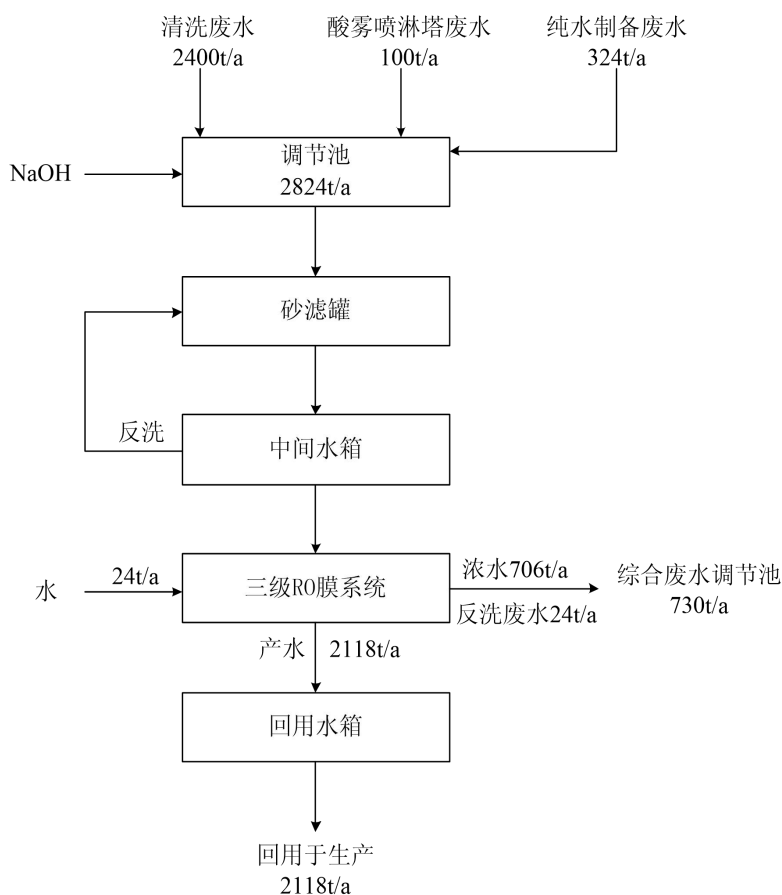 清洗废水
2400t/a
酸雾喷淋塔废水
100t/a
纯水制备废水
324t/a
NaOH
调节池
2824t/a
砂滤罐
反洗
中间水箱
水
24t/a
三级RO膜系统
浓水706t/a
反洗废水24t/a
综合废水调节池
730t/a
产水
2118t/a
回用水箱
回用于生产
2118t/a